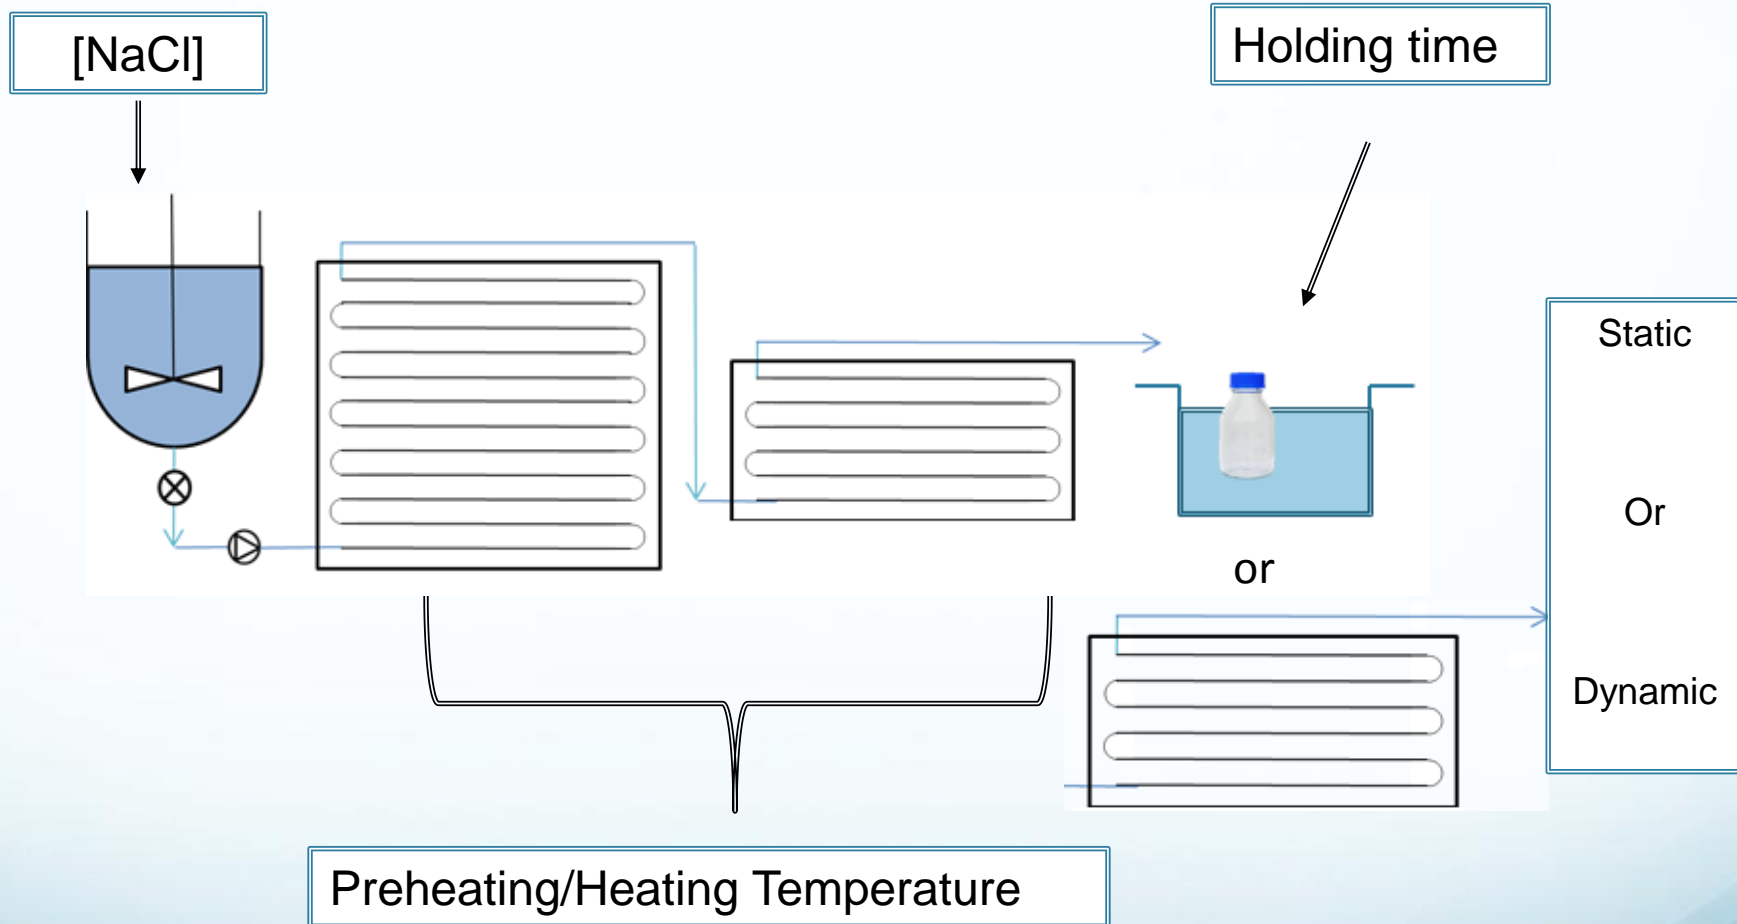 [NaCl]
Holding time
Static
Or
or
Dynamic
Preheating/Heating Temperature